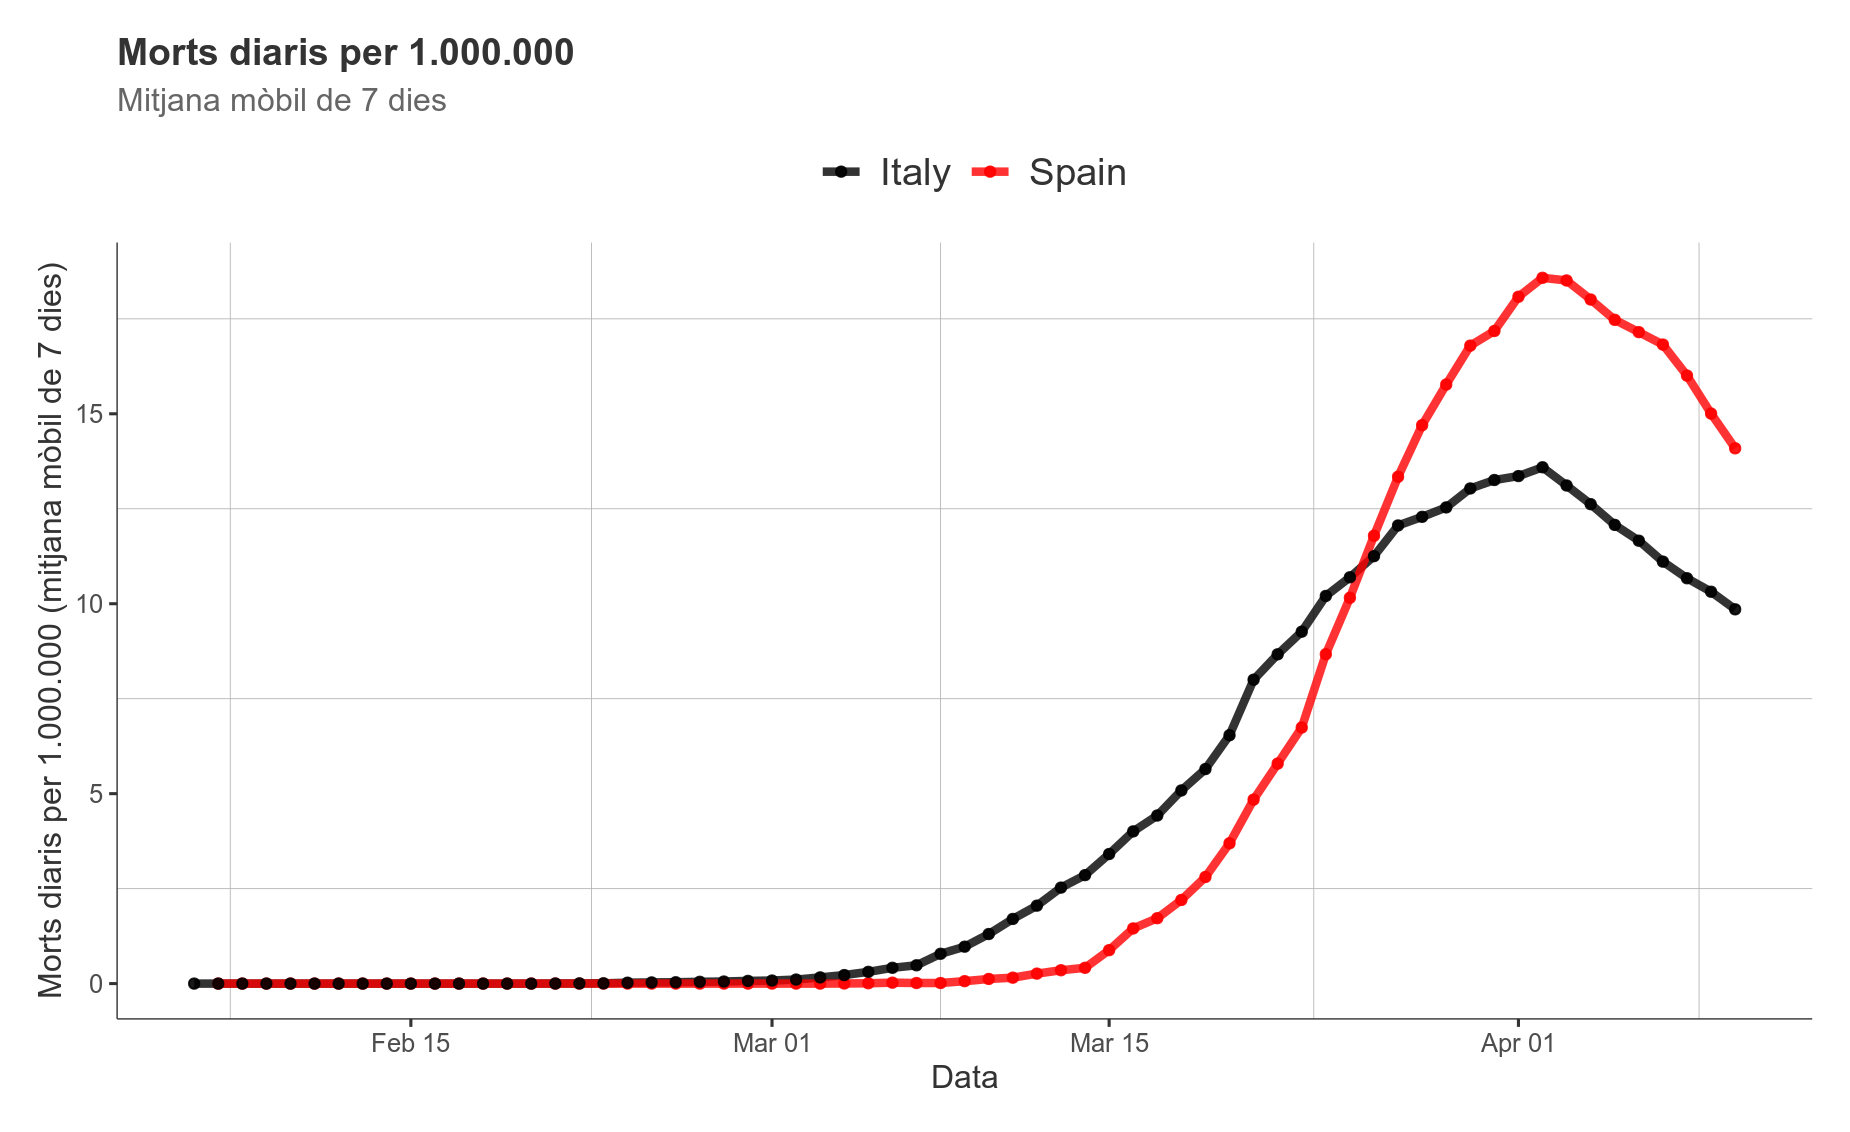 Morts diaris per 1.000.000
Mitjana mòbil de 7 dies
Italy
Spain
Morts diaris per 1.000.000 (mitjana mòbil de 7 dies)
15
10
5
0
Feb 15
Mar 01
Mar 15
Apr 01
Data